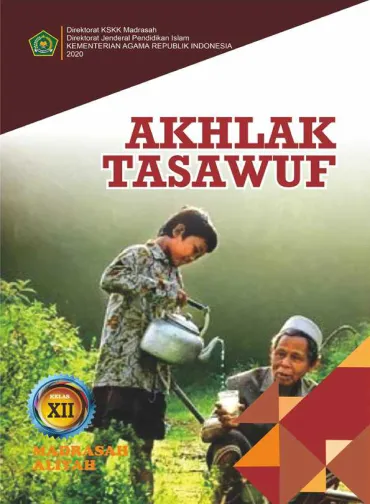 Direktorat KSKK Madrasah
Direktorat Jenderal Pendidikan Islam
KEMENTERIAN AGAMA REPUBLIK INDONESIA
2020
AKHLAK
TASAWUF
KELAS
XII
MADRASAH
ALIYAH